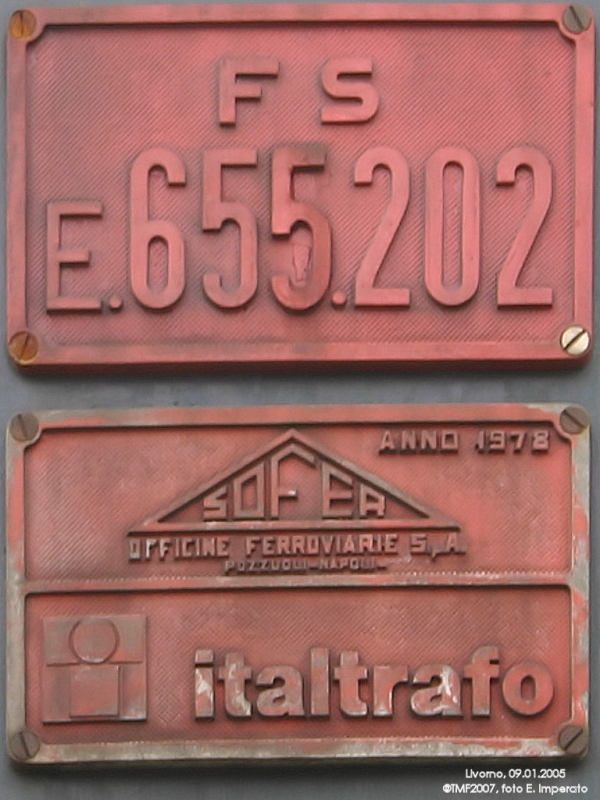 FS
E.655.202
ANNO 1978
SOFER
OFFICINE FERROVIARIE S.p.A.
POZZUOLI-NAPOLI-
italtrafo
Livorno, 09.01.2005
©TMF2007, foto E. Imperato